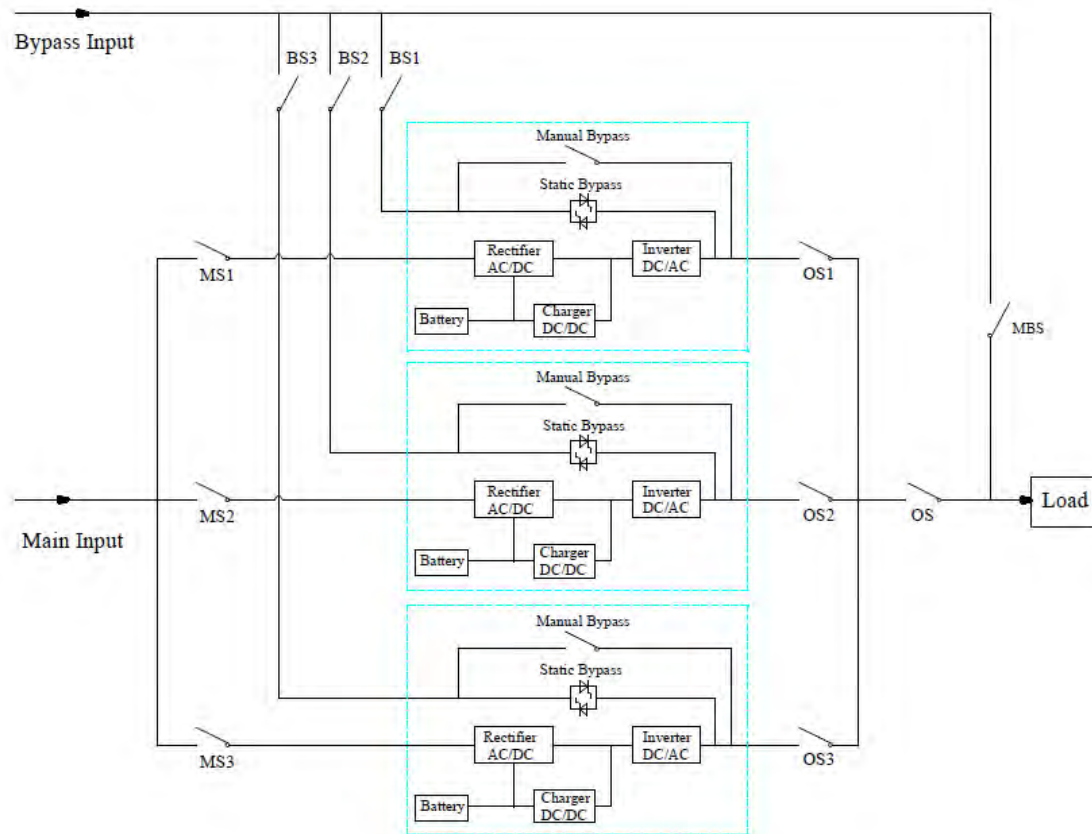 Bypass Input
BS3
BS2
BS1
Manual Bypass
Static Bypass
Rectifier
AC/DC
Inverter
DC/AC
MS1
OS1
Battery
Charger
DC/DC
MBS
Manual Bypass
Static Bypass
Rectifier
AC/DC
Inverter
DC/AC
Load
MS2
OS2
OS
Main Input
Battery
Charger
DC/DC
Manual Bypass
Static Bypass
Rectifier
AC/DC
Inverter
DC/AC
MS3
OS3
Battery
Charger
DC/DC